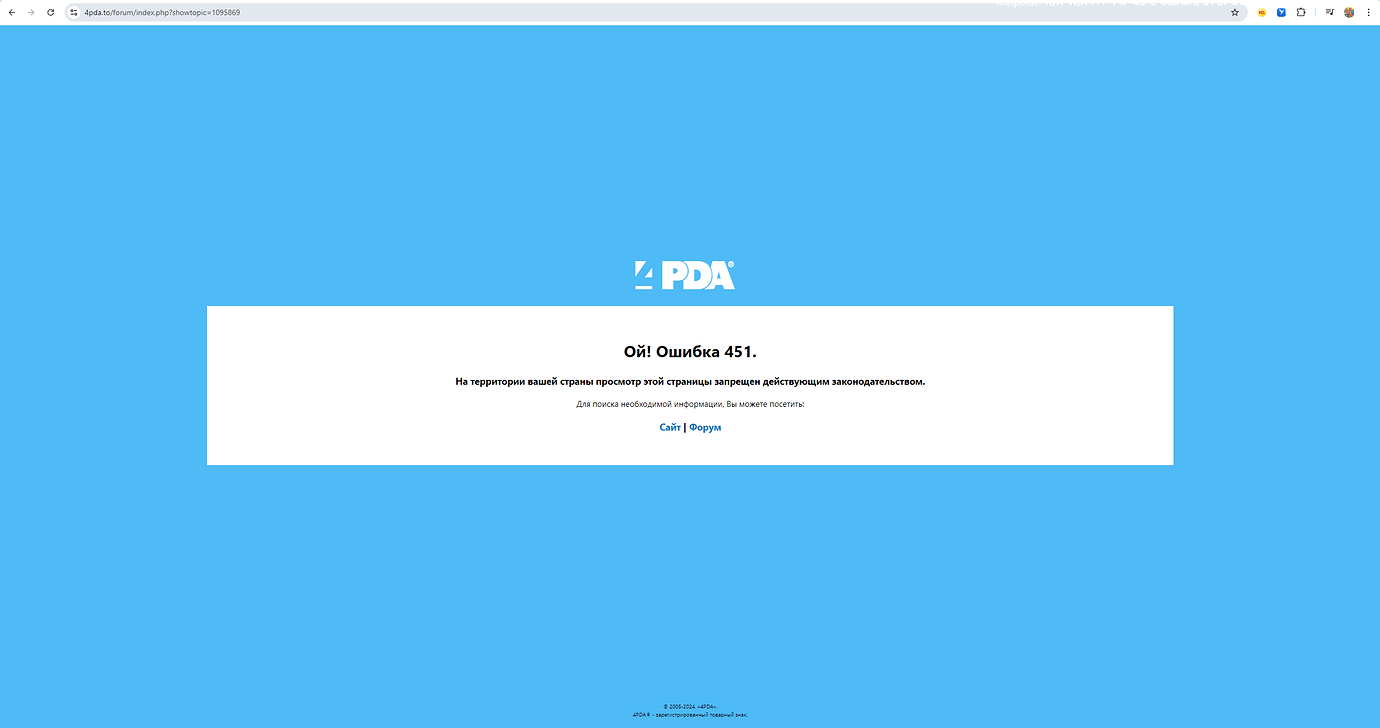 4pda.to/forum/index.php?showtopic=1095869
4PDA®
Ой! Ошибка 451.
На территории вашей страны просмотр этой страницы запрещен действующим законодательством.
Для поиска необходимой информации, Вы можете посетить:
Сайт | Форум
© 2005-2024, «4PDA».
4PDA® - зарегистрированный товарный знак.